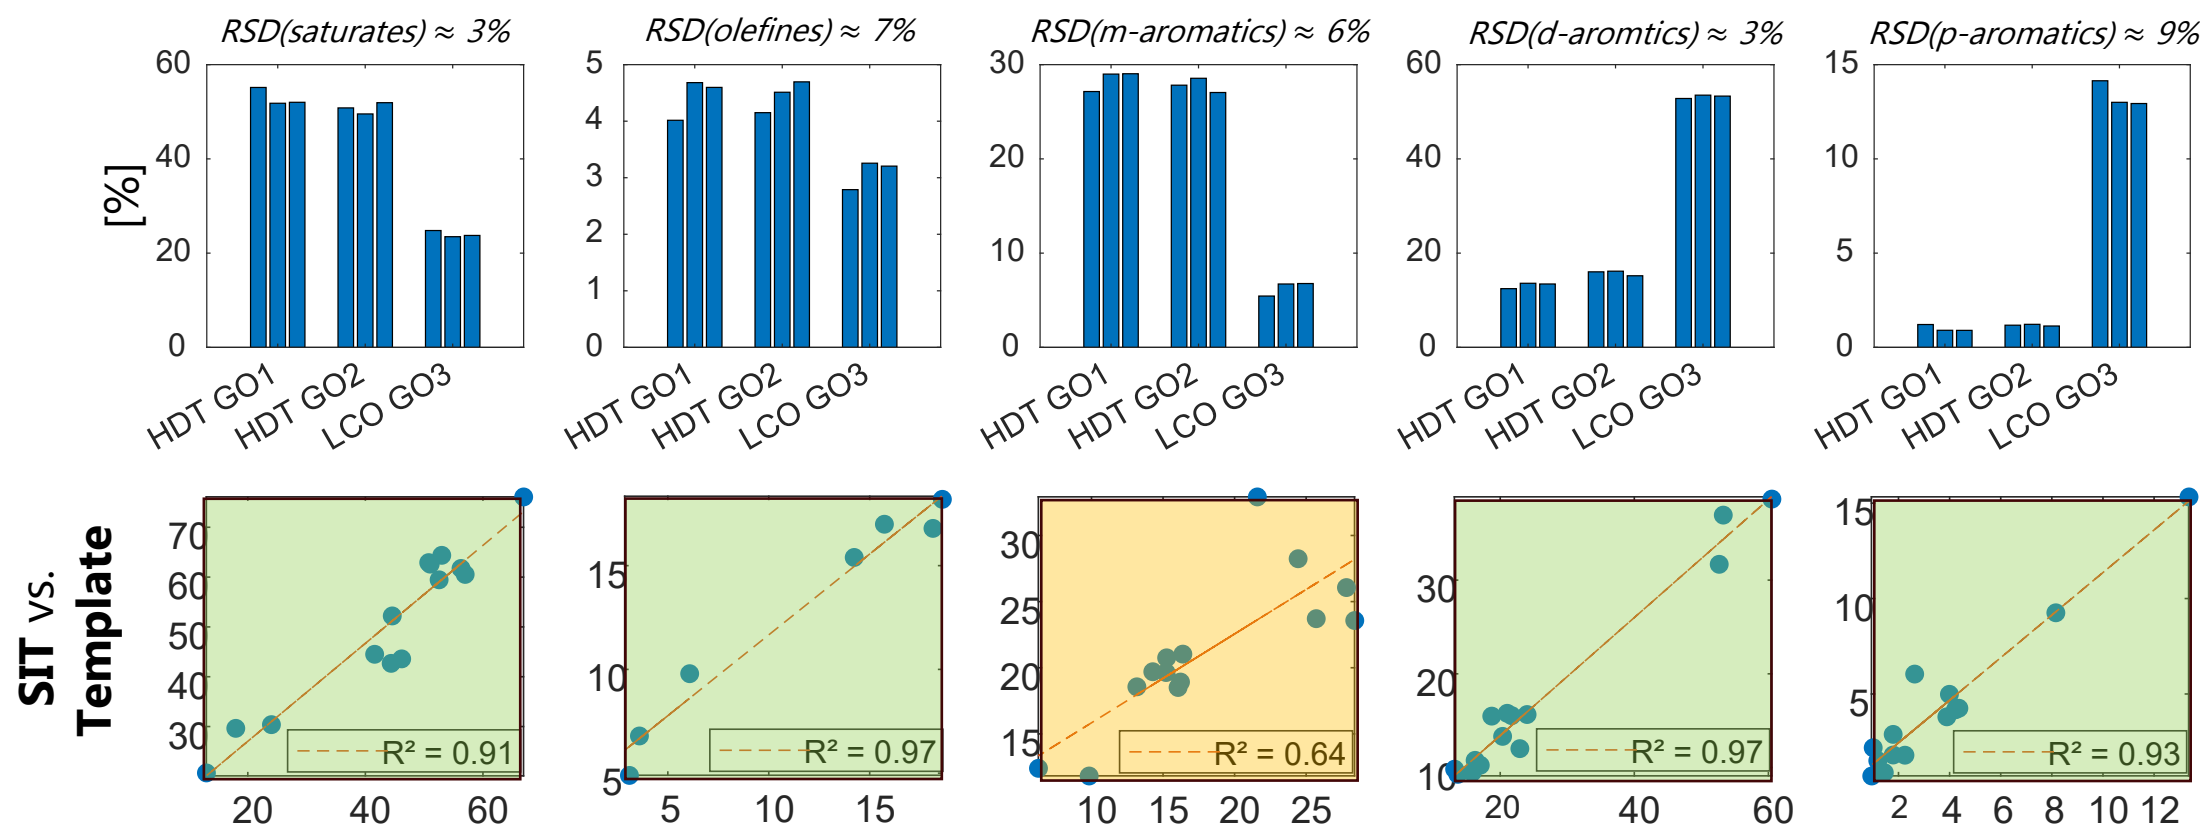 RSD(saturates) ≈ 3%
RSD(olefines) ≈ 7%
RSD(m-aromatics) ≈ 6%
RSD(d-aromtics) ≈ 3%
RSD(p-aromatics) ≈ 9%
[%]
60
40
20
0
HDT GO1
HDT GO2
LCO GO3
5
4
3
2
1
0
HDT GO1
HDT GO2
LCO GO3
30
20
10
0
HDT GO1
HDT GO2
LCO GO3
60
40
20
0
HDT GO1
HDT GO2
LCO GO3
15
10
5
0
HDT GO1
HDT GO2
LCO GO3
SIT vs.
Template
70
60
50
40
30
R² = 0.91
20
40
60
15
10
5
R² = 0.97
5
10
15
30
25
20
15
R² = 0.64
10
15
20
25
30
20
10
R² = 0.97
20
40
60
15
10
5
R² = 0.93
2
4
6
8
10
12